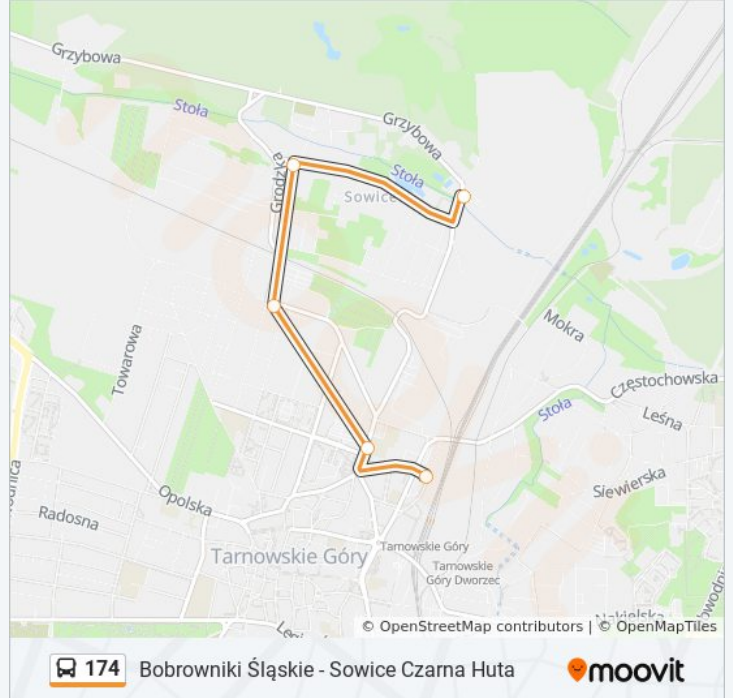 Grzybowa
Stoła
Grzybowa
Stoła
Grodzka
Sowice
Mokra
Towarowa
Częstochowska
Stoła
Leśna
Siewierska
Opolska
Radosna
Tarnowskie Góry
Tarnowskie Góry
Tarnowskie
Góry Dworzec
Nakielska
© OpenStreetMap contributors | © OpenMapTiles
174 Bobrowniki Śląskie - Sowice Czarna Huta
moovit